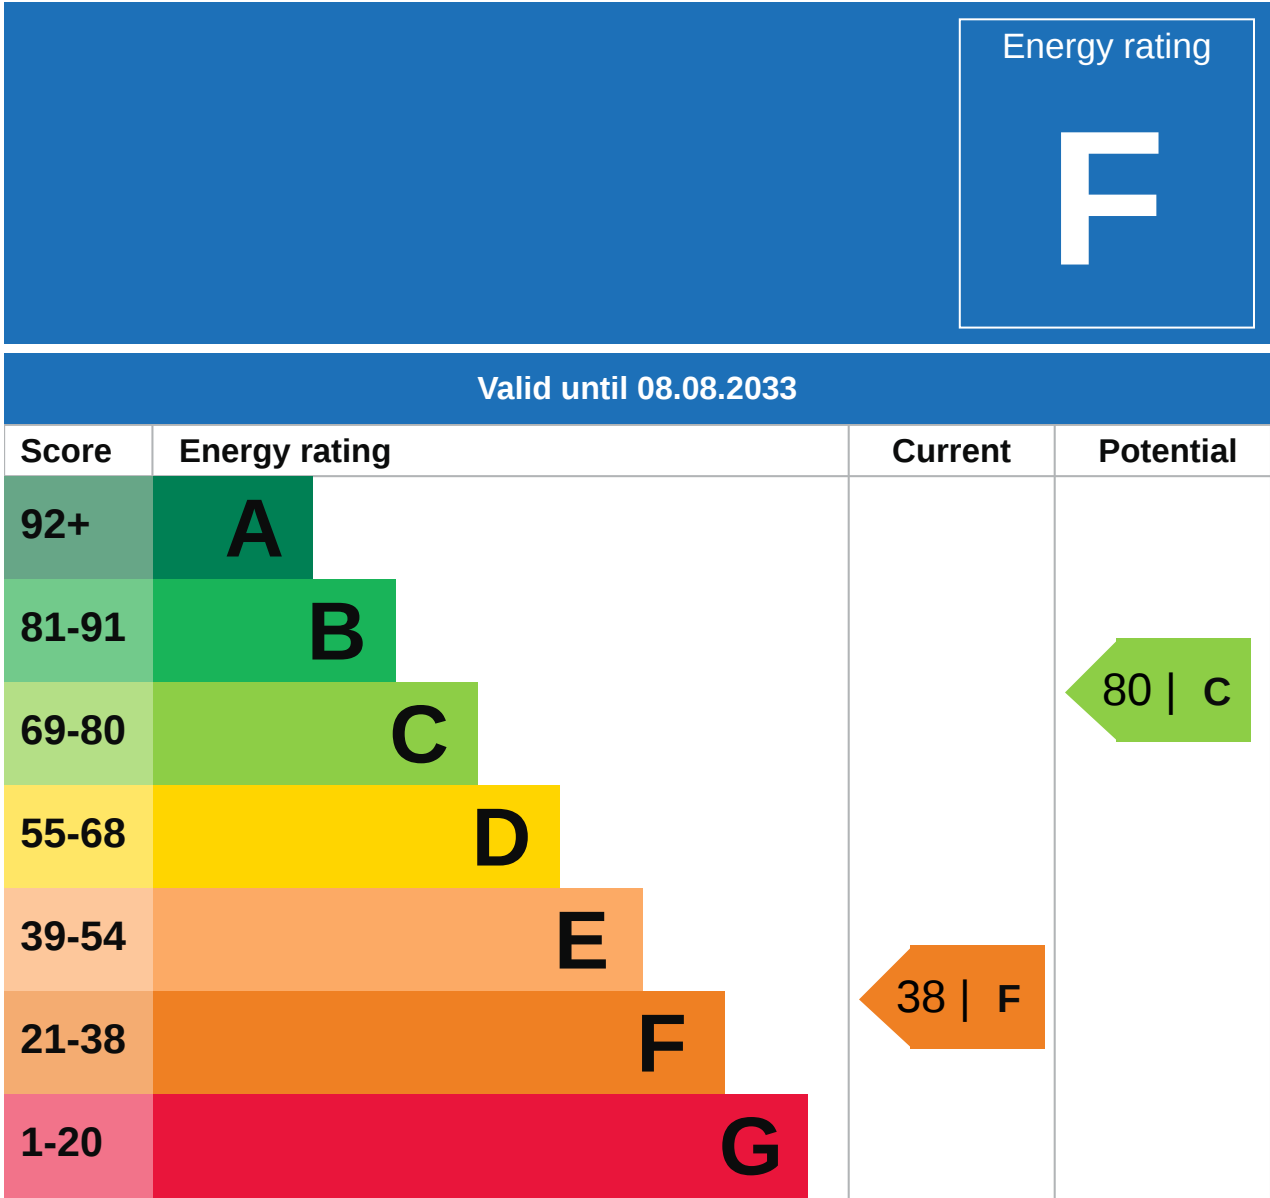 Energy rating
F
Valid until 08.08.2033
Score Energy rating Current Potential
92+ A
81-91 B
69-80 C 80 | C
55-68 D
39-54 E
21-38 F 38 | F
1-20 G